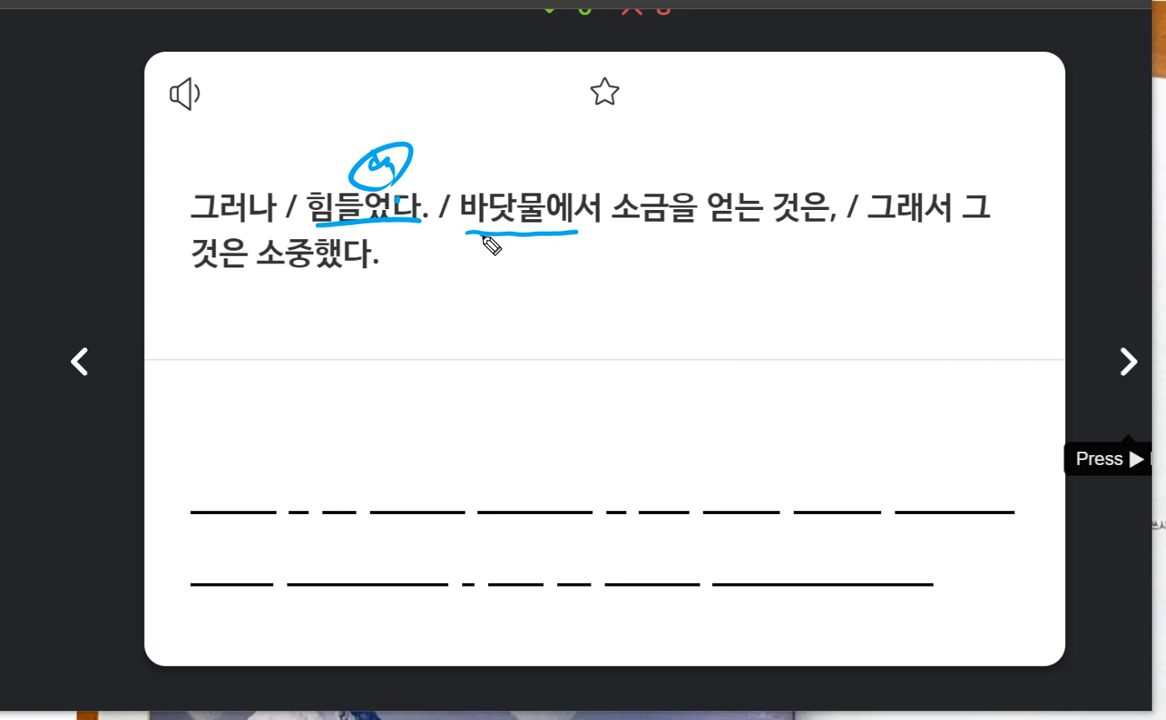 그러나 / 힘들었다. / 바닷물에서 소금을 얻는 것은, / 그래서 그
것은 소중했다.
Press ▶